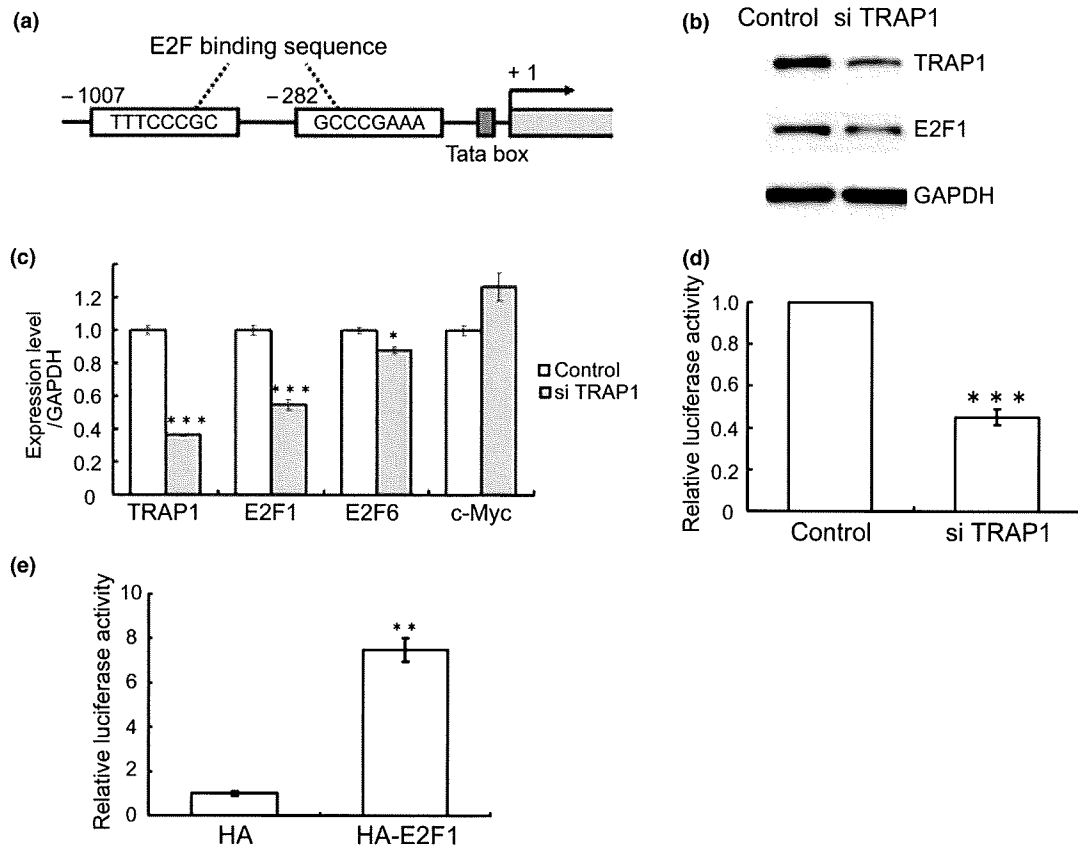 (a)
E2F binding sequence
−1007
−282
+ 1
TTTCCCGC
GCCCGAAA
Tata box
(b)
Control si TRAP1
TRAP1
E2F1
GAPDH
(c)
Expression level
/GAPDH
1.2
1.0
0.8
0.6
0.4
0.2
0
* * *
* * *
*
Control
si TRAP1
TRAP1 E2F1 E2F6 c-Myc
(d)
Relative luciferase activity
1.0
0.8
0.6
0.4
0.2
0
* * *
Control si TRAP1
(e)
Relative luciferase activity
10
8
6
4
2
0
* *
HA HA-E2F1